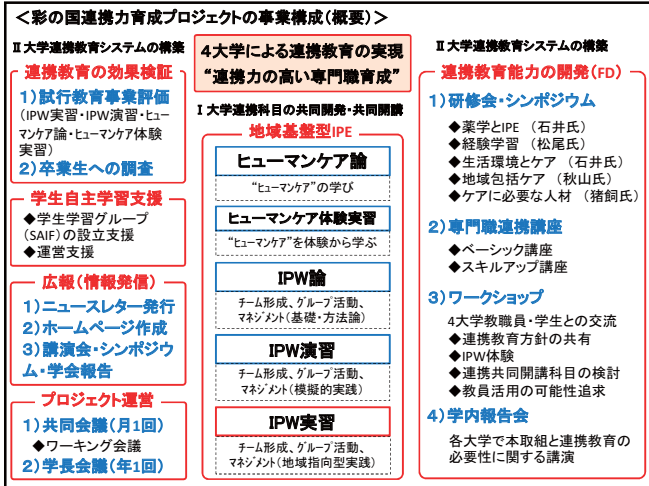 ＜彩の国連携力育成プロジェクトの事業構成(概要)＞
Ⅱ大学連携教育システムの構築
連携教育の効果検証
1)試行教育事業評価
(IPW実習・IPW演習・ヒュー
マンケア論・ヒューマンケア体験
実習)
2)卒業生への調査
学生自主学習支援
◆学生学習グループ
(SAIF)の設立支援
◆運営支援
広報(情報発信)
1)ニュースレター発行
2)ホームページ作成
3)講演会・シンポジウ
ム・学会報告
プロジェクト運営
1)共同会議(月1回)
◆ワーキング会議
2)学長会議(年1回)
4大学による連携教育の実現
“連携力の高い専門職育成”
Ⅰ大学連携科目の共同開発・共同開講
地域基盤型IPE
ヒューマンケア論
“ヒューマンケア”の学び
ヒューマンケア体験実習
“ヒューマンケア”を体験から学ぶ
IPW論
チーム形成、グループ活動、
マネジメント(基礎・方法論)
IPW演習
チーム形成、グループ活動、
マネジメント(模擬的実践)
IPW実習
チーム形成、グループ活動、
マネジメント(地域指向型実践)
Ⅱ大学連携教育システムの構築
連携教育能力の開発(FD)
1)研修会・シンポジウム
◆薬学とIPE (石井氏)
◆経験学習 (松尾氏)
◆生活環境とケア (石井氏)
◆地域包括ケア (秋山氏)
◆ケアに必要な人材 (猪飼氏)
2)専門職連携講座
◆ベーシック講座
◆スキルアップ講座
3)ワークショップ
4大学教職員・学生との交流
◆連携教育方針の共有
◆IPW体験
◆連携共同開講科目の検討
◆教員活用の可能性追求
4)学内報告会
各大学で本取組と連携教育の
必要性に関する講演